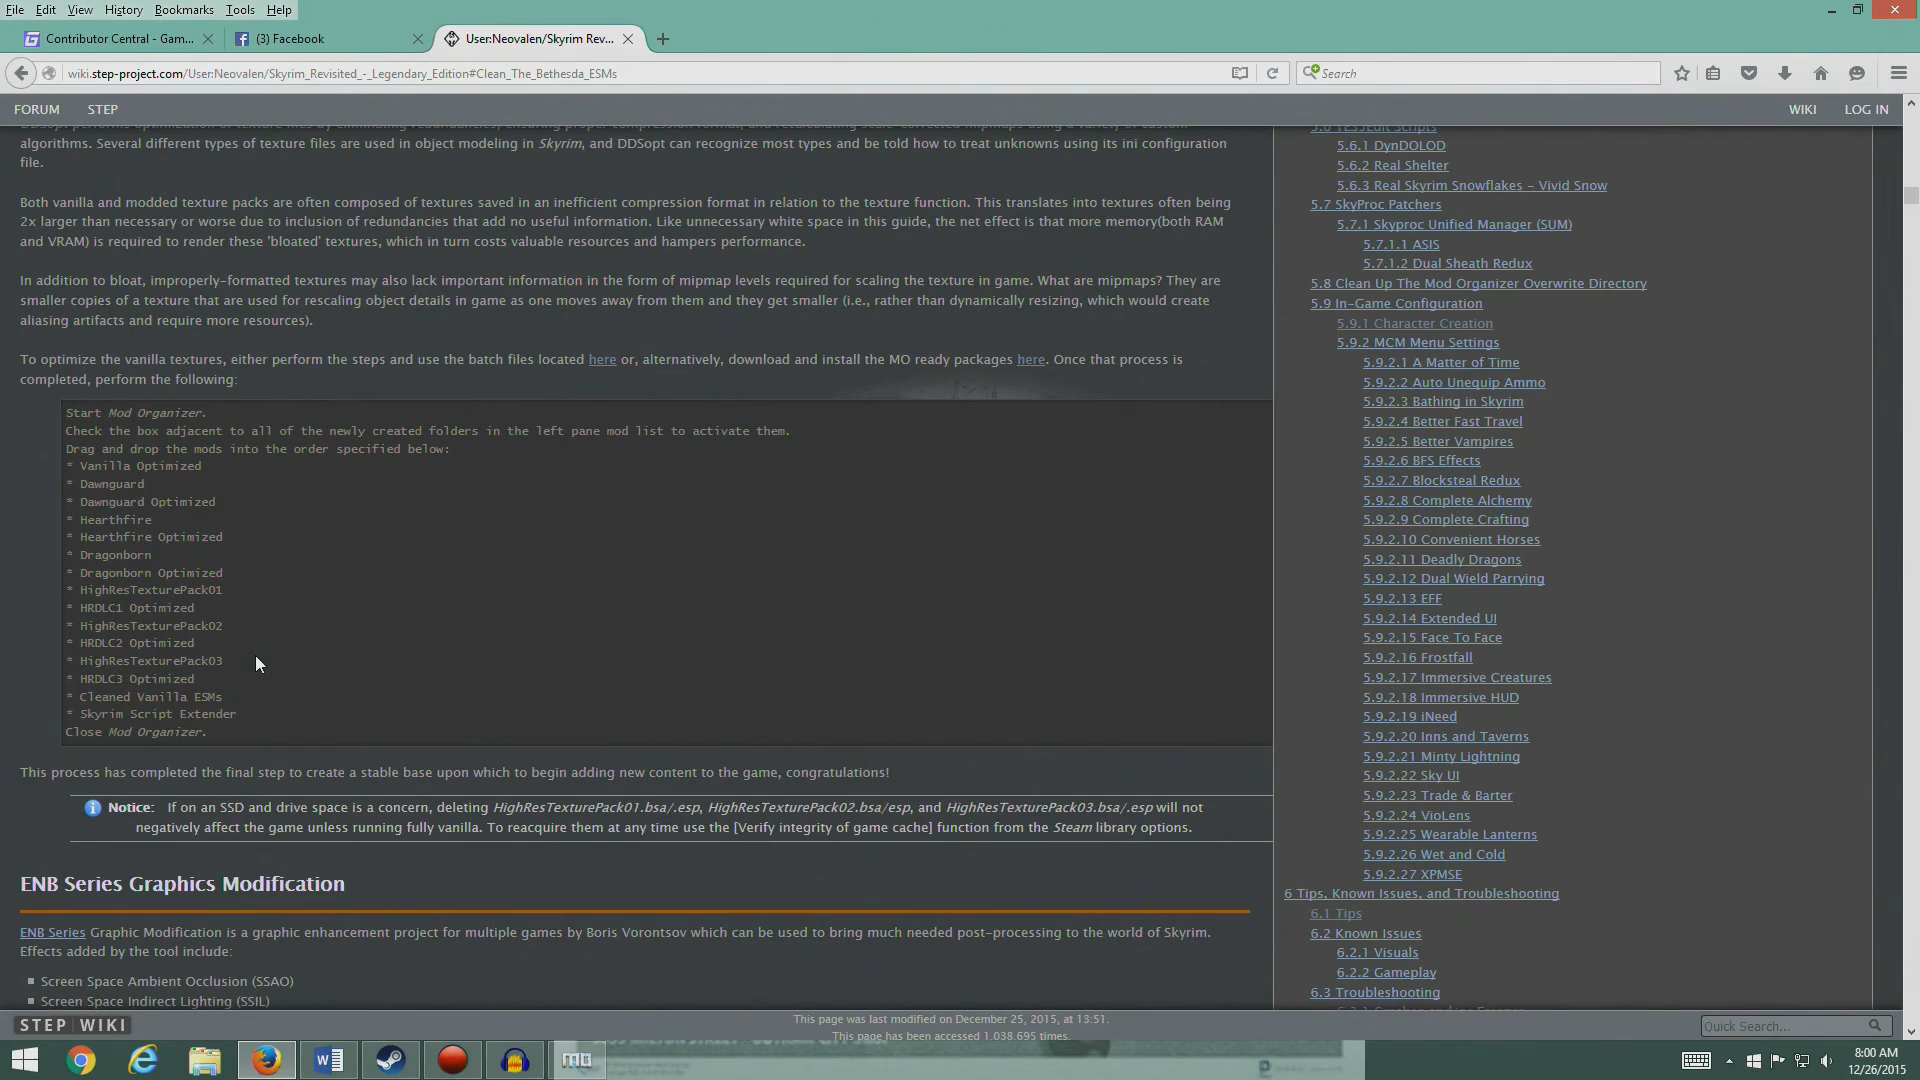 File Edit View History Bookmarks Tools Help
Contributor Central - Gam...
(3) Facebook
User:Neovalen/Skyrim Rev...
wiki.step-project.com/User:Neovalen/Skyrim_Revisited_-_Legendary_Edition#Clean_The_Bethesda_ESMs
Search
FORUM STEP WIKI LOG IN
DDSopt performs optimization of texture files by eliminating redundancies, ensuring proper compression format, and recalculating scale-corrected mipmaps using a variety of custom
algorithms. Several different types of texture files are used in object modeling in Skyrim, and DDSopt can recognize most types and be told how to treat unknowns using its ini configuration
file.
Both vanilla and modded texture packs are often composed of textures saved in an inefficient compression format in relation to the texture function. This translates into textures often being
2x larger than necessary or worse due to inclusion of redundancies that add no useful information. Like unnecessary white space in this guide, the net effect is that more memory(both RAM
and VRAM) is required to render these 'bloated' textures, which in turn costs valuable resources and hampers performance.
In addition to bloat, improperly-formatted textures may also lack important information in the form of mipmap levels required for scaling the texture in game. What are mipmaps? They are
smaller copies of a texture that are used for rescaling object details in game as one moves away from them and they get smaller (i.e., rather than dynamically resizing, which would create
aliasing artifacts and require more resources).
To optimize the vanilla textures, either perform the steps and use the batch files located here or, alternatively, download and install the MO ready packages here. Once that process is
completed, perform the following:
Start Mod Organizer.
Check the box adjacent to all of the newly created folders in the left pane mod list to activate them.
Drag and drop the mods into the order specified below:
* Vanilla Optimized
* Dawnguard
* Dawnguard Optimized
* Hearthfire
* Hearthfire Optimized
* Dragonborn
* Dragonborn Optimized
* HighResTexturePack01
* HRDLC1 Optimized
* HighResTexturePack02
* HRDLC2 Optimized
* HighResTexturePack03
* HRDLC3 Optimized
* Cleaned Vanilla ESMs
* Skyrim Script Extender
Close Mod Organizer.
This process has completed the final step to create a stable base upon which to begin adding new content to the game, congratulations!
Notice: If on an SSD and drive space is a concern, deleting HighResTexturePack01.bsa/.esp, HighResTexturePack02.bsa/esp, and HighResTexturePack03.bsa/.esp will not
negatively affect the game unless running fully vanilla. To reacquire them at any time use the [Verify integrity of game cache] function from the Steam library options.
ENB Series Graphics Modification
ENB Series Graphic Modification is a graphic enhancement project for multiple games by Boris Vorontsov which can be used to bring much needed post-processing to the world of Skyrim.
Effects added by the tool include:
Screen Space Ambient Occlusion (SSAO)
Screen Space Indirect Lighting (SSIL)
5.6 TES5Edit Scripts
5.6.1 DynDOLOD
5.6.2 Real Shelter
5.6.3 Real Skyrim Snowflakes - Vivid Snow
5.7 SkyProc Patchers
5.7.1 Skyproc Unified Manager (SUM)
5.7.1.1 ASIS
5.7.1.2 Dual Sheath Redux
5.8 Clean Up The Mod Organizer Overwrite Directory
5.9 In-Game Configuration
5.9.1 Character Creation
5.9.2 MCM Menu Settings
5.9.2.1 A Matter of Time
5.9.2.2 Auto Unequip Ammo
5.9.2.3 Bathing in Skyrim
5.9.2.4 Better Fast Travel
5.9.2.5 Better Vampires
5.9.2.6 BFS Effects
5.9.2.7 Blocksteal Redux
5.9.2.8 Complete Alchemy
5.9.2.9 Complete Crafting
5.9.2.10 Convenient Horses
5.9.2.11 Deadly Dragons
5.9.2.12 Dual Wield Parrying
5.9.2.13 EFF
5.9.2.14 Extended UI
5.9.2.15 Face To Face
5.9.2.16 Frostfall
5.9.2.17 Immersive Creatures
5.9.2.18 Immersive HUD
5.9.2.19 iNeed
5.9.2.20 Inns and Taverns
5.9.2.21 Minty Lightning
5.9.2.22 Sky UI
5.9.2.23 Trade & Barter
5.9.2.24 VioLens
5.9.2.25 Wearable Lanterns
5.9.2.26 Wet and Cold
5.9.2.27 XPMSE
6 Tips, Known Issues, and Troubleshooting
6.1 Tips
6.2 Known Issues
6.2.1 Visuals
6.2.2 Gameplay
6.3 Troubleshooting
STEP WIKI
This page was last modified on December 25, 2015, at 13:51.
This page has been accessed 1,038,695 times.
Quick Search...
8:00 AM
12/26/2015